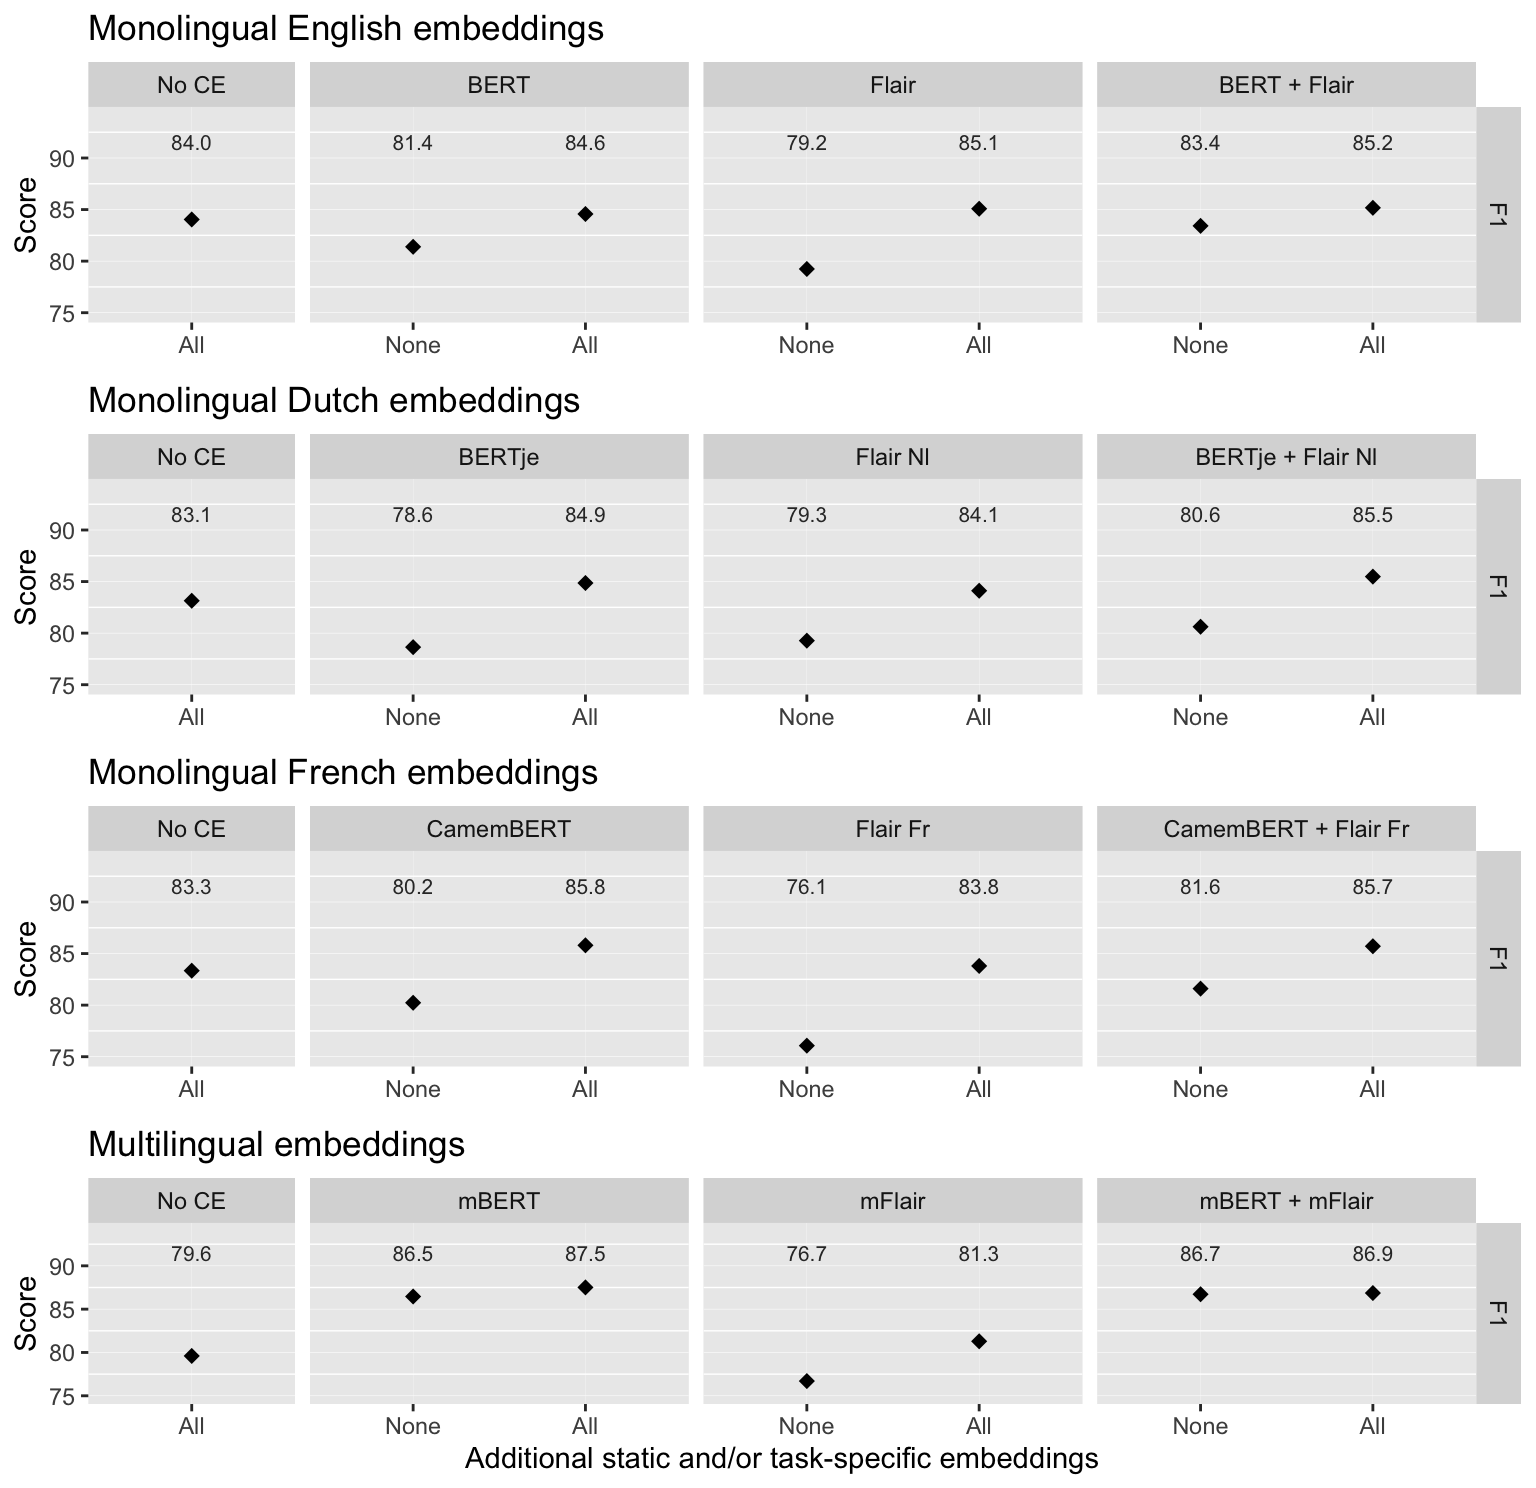 Monolingual English embeddings
No CE BERT Flair BERT + Flair
84.0 81.4 84.6 79.2 85.1 83.4 85.2
90
85
80
75
Score
F1
All None All None All None All
Monolingual Dutch embeddings
No CE BERTje Flair Nl BERTje + Flair Nl
83.1 78.6 84.9 79.3 84.1 80.6 85.5
90
85
80
75
Score
F1
All None All None All None All
Monolingual French embeddings
No CE CamemBERT Flair Fr CamemBERT + Flair Fr
83.3 80.2 85.8 76.1 83.8 81.6 85.7
90
85
80
75
Score
F1
All None All None All None All
Multilingual embeddings
No CE mBERT mFlair mBERT + mFlair
79.6 86.5 87.5 76.7 81.3 86.7 86.9
90
85
80
75
Score
F1
All None All None All None All
Additional static and/or task-specific embeddings